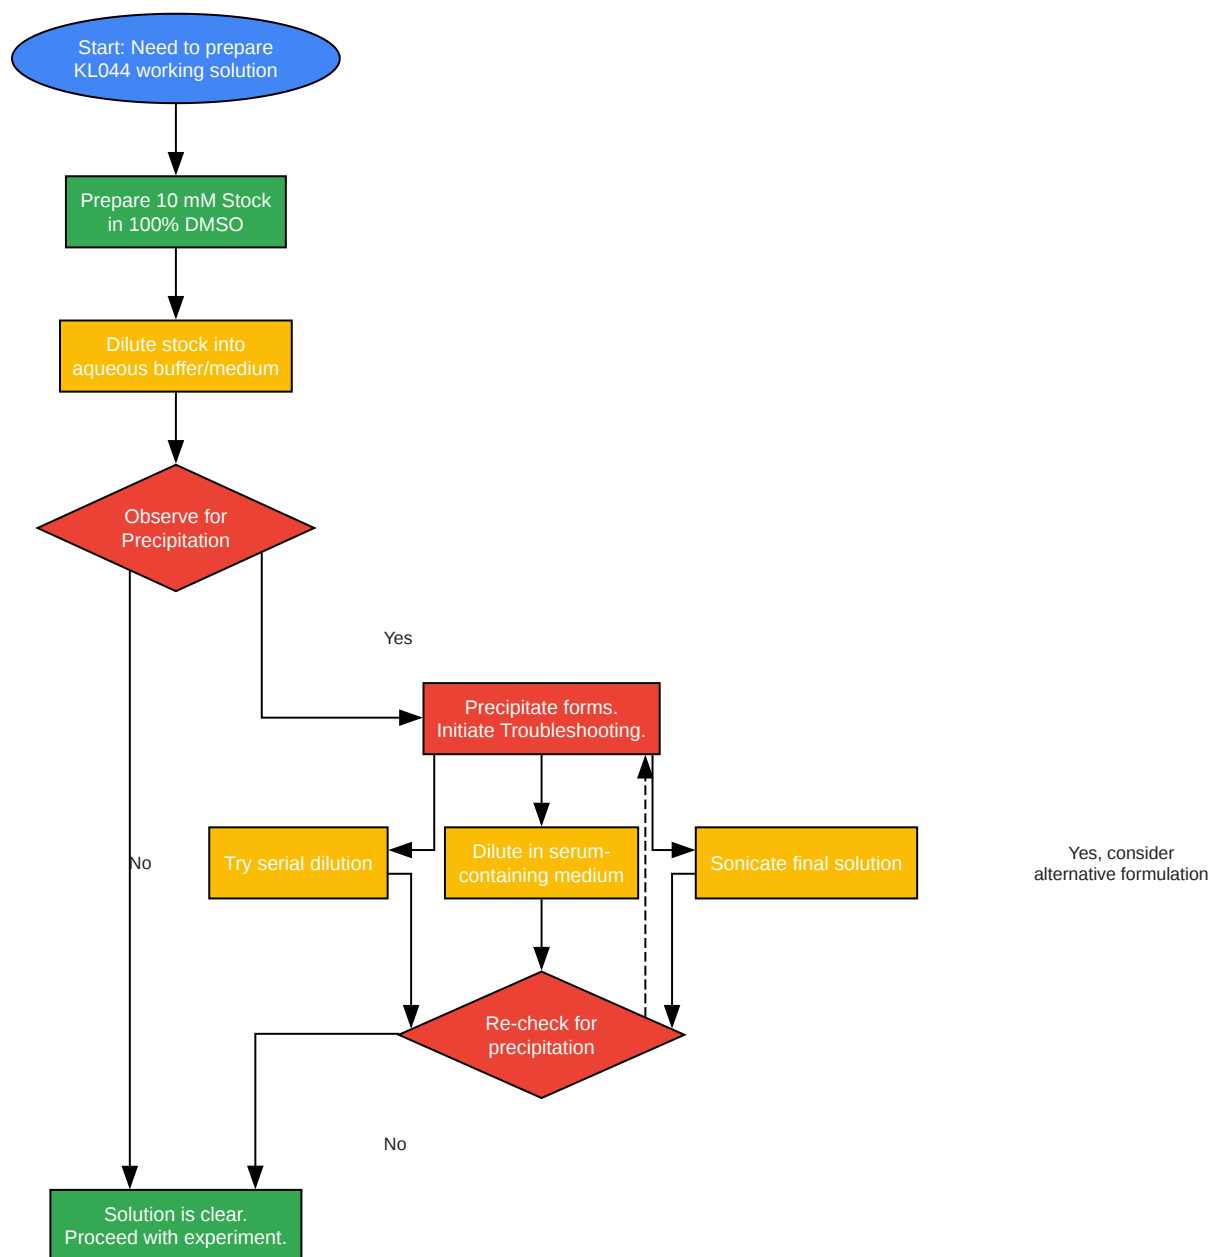 Start: Need to prepare
KL044 working solution
Prepare 10 mM Stock
in 100% DMSO
Dilute stock into
aqueous buffer/medium
Observe for
Precipitation
Yes
Precipitate forms.
Initiate Troubleshooting.
No
Try serial dilution
Dilute in serum-
containing medium
Sonicate final solution
Yes, consider
alternative formulation
Re-check for
precipitation
No
Solution is clear.
Proceed with experiment.